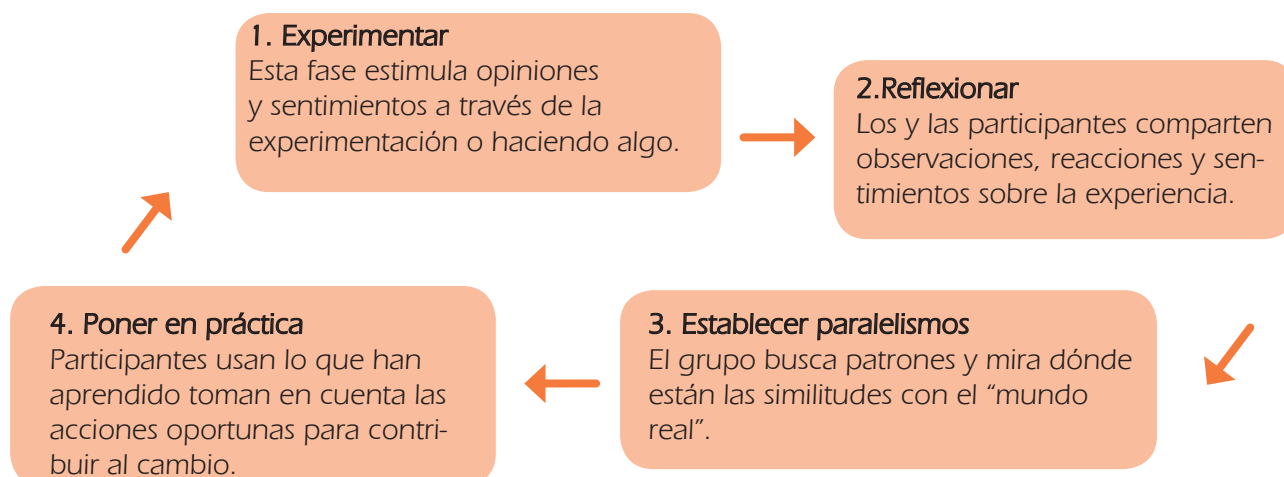 1. Experimentar
Esta fase estimula opiniones
y sentimientos a través de la
experimentación o haciendo algo.
2.Reflexionar
Los y las participantes comparten
observaciones, reacciones y sen-
timientos sobre la experiencia.
3. Establecer paralelismos
El grupo busca patrones y mira dónde
están las similitudes con el “mundo
real”.
4. Poner en práctica
Participantes usan lo que han
aprendido toman en cuenta las
acciones oportunas para contri-
buir al cambio.